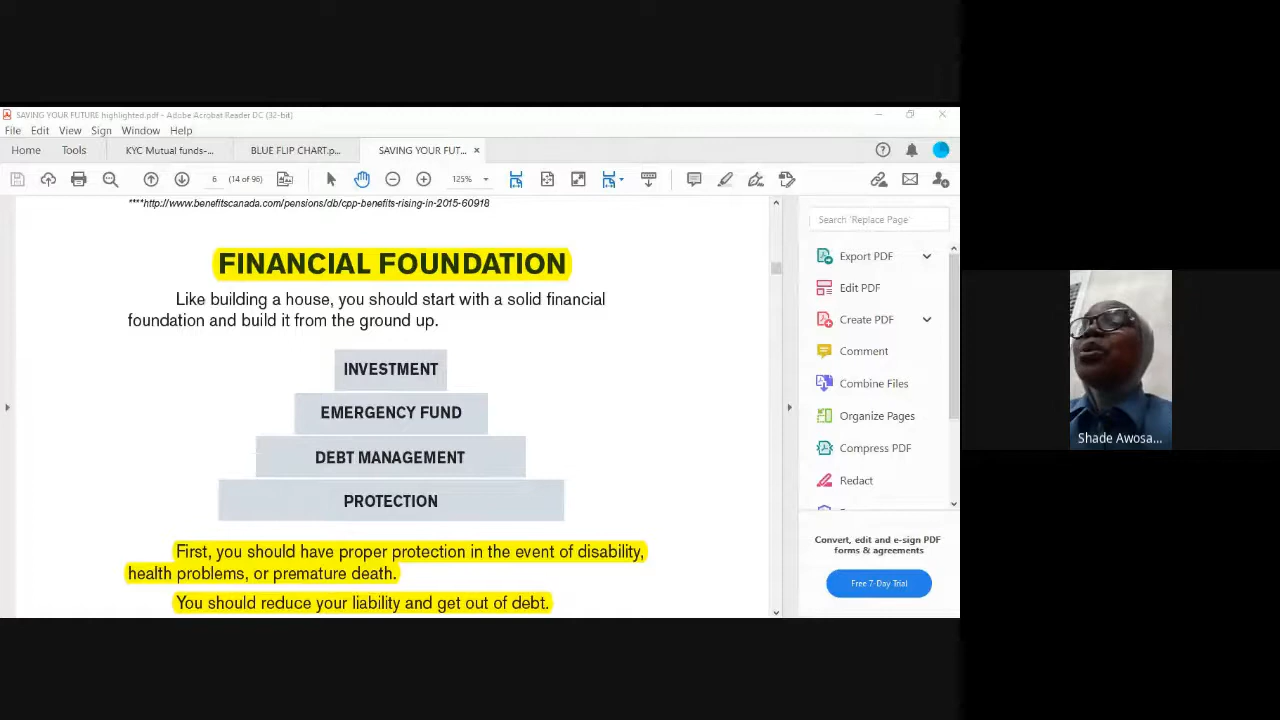 SAVING YOUR FUTURE highlighted.pdf - Adobe Acrobat Reader DC (32-bit)
File Edit View Sign Window Help
Home Tools KYC Mutual funds-... BLUE FLIP CHART.p... SAVING YOUR FUT... ×
6 (14 of 96) 125%
****http://www.benefitscanada.com/pensions/db/cpp-benefits-rising-in-2015-60918
FINANCIAL FOUNDATION
Like building a house, you should start with a solid financial
foundation and build it from the ground up.
INVESTMENT
EMERGENCY FUND
DEBT MANAGEMENT
PROTECTION
First, you should have proper protection in the event of disability,
health problems, or premature death.
You should reduce your liability and get out of debt.
Search 'Replace Page'
Export PDF
Edit PDF
Create PDF
Comment
Combine Files
Organize Pages
Compress PDF
Redact
Convert, edit and e-sign PDF
forms & agreements
Free 7-Day Trial
Shade Awosa...